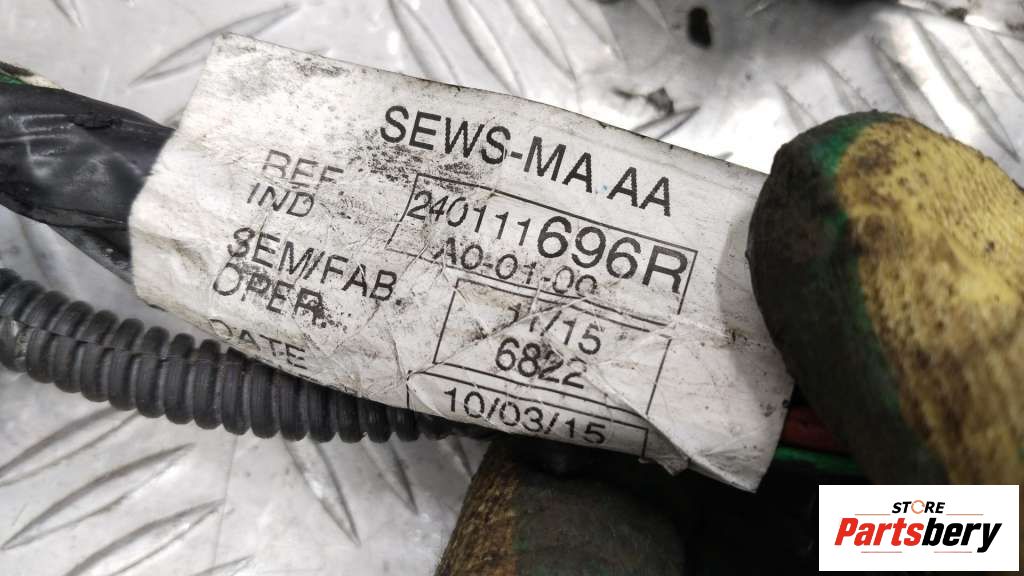 SEWS-MA AA
REF 240111696R
IND A0-01-00
SEM/FAB. 11/15
OPER. 6822
DATE 10/03/15
STORE
Partsbery